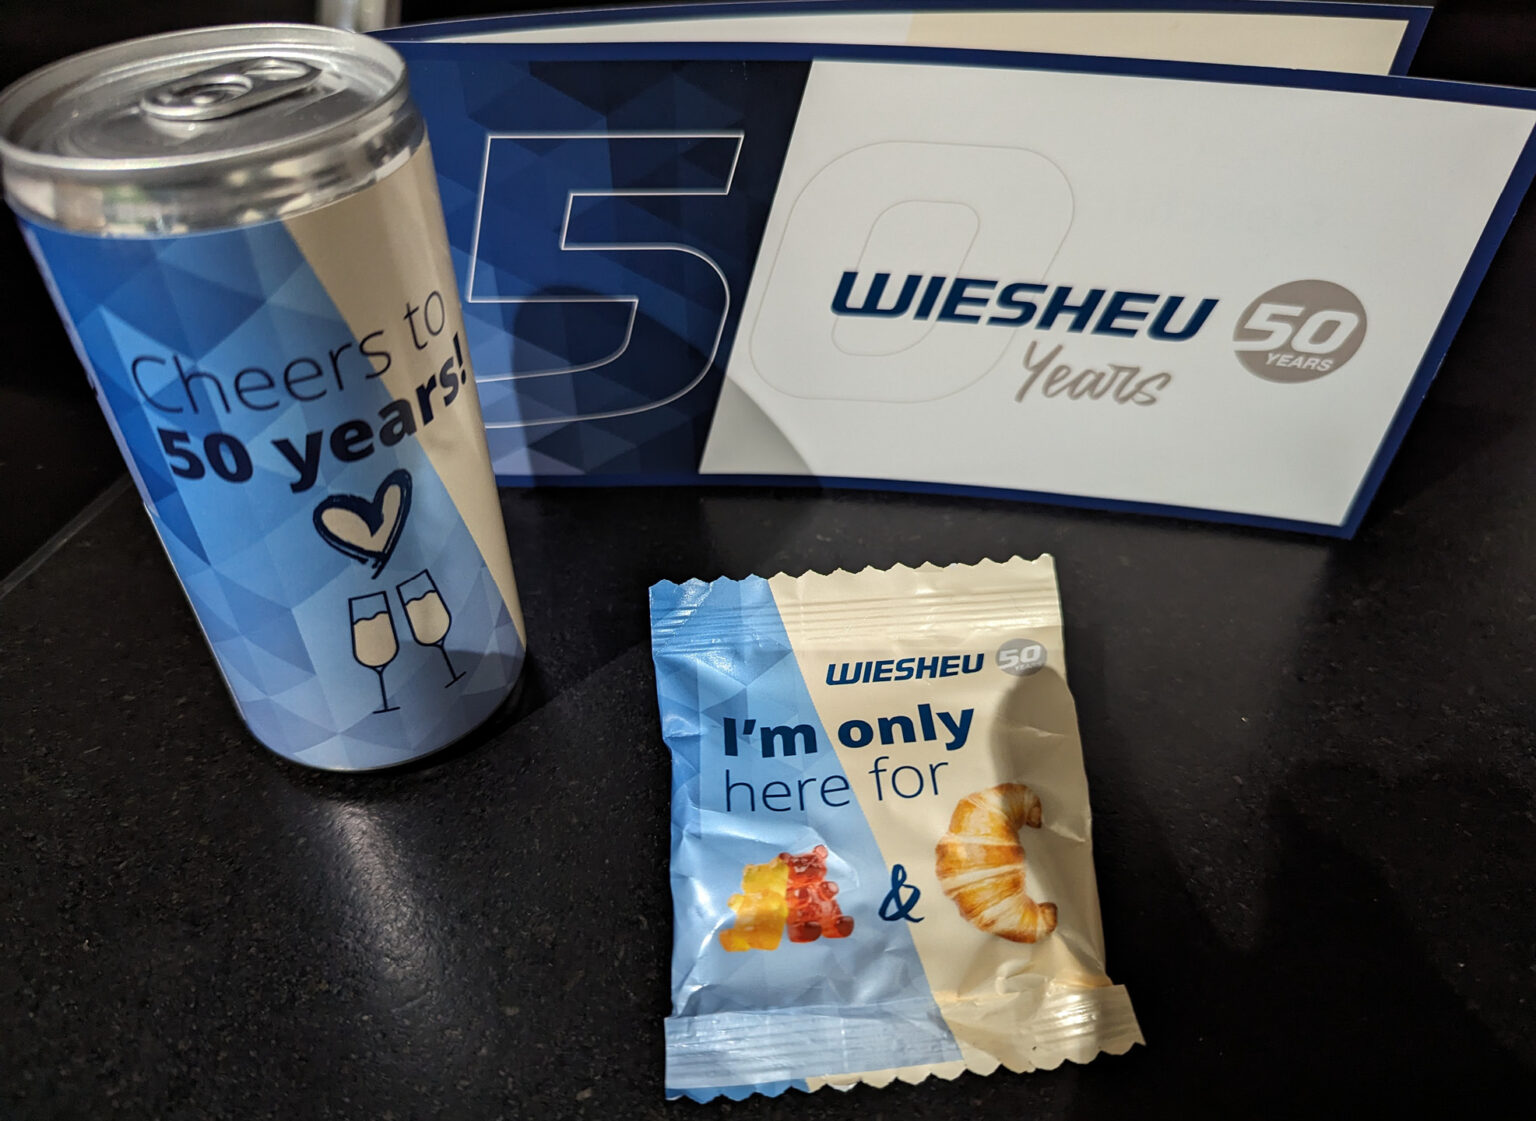 Cheers to
50 years!
50
WIESHEU
Years
50
YEARS
WIESHEU
50
YEARS
I'm only
here for
&